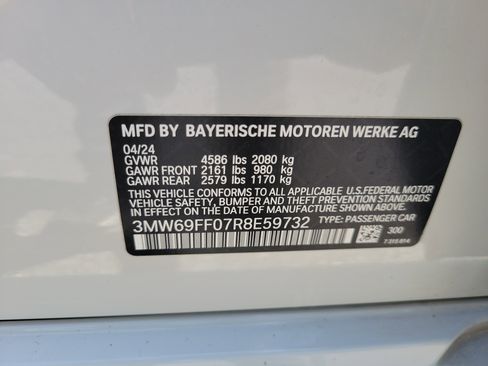 MFD BY BAYERISCHE MOTOREN WERKE AG
04/24
GVWR 4586 lbs 2080 kg
GAWR FRONT 2161 lbs 980 kg
GAWR REAR 2579 lbs 1170 kg
THIS VEHICLE CONFORMS TO ALL APPLICABLE U.S.FEDERAL MOTOR
VEHICLE SAFETY, BUMPER AND THEFT PREVENTION STANDARDS
IN EFFECT ON THE DATE OF MANUFACTURE SHOWN ABOVE.
3MW69FF07R8E59732 TYPE: PASSENGER CAR
300
7315414